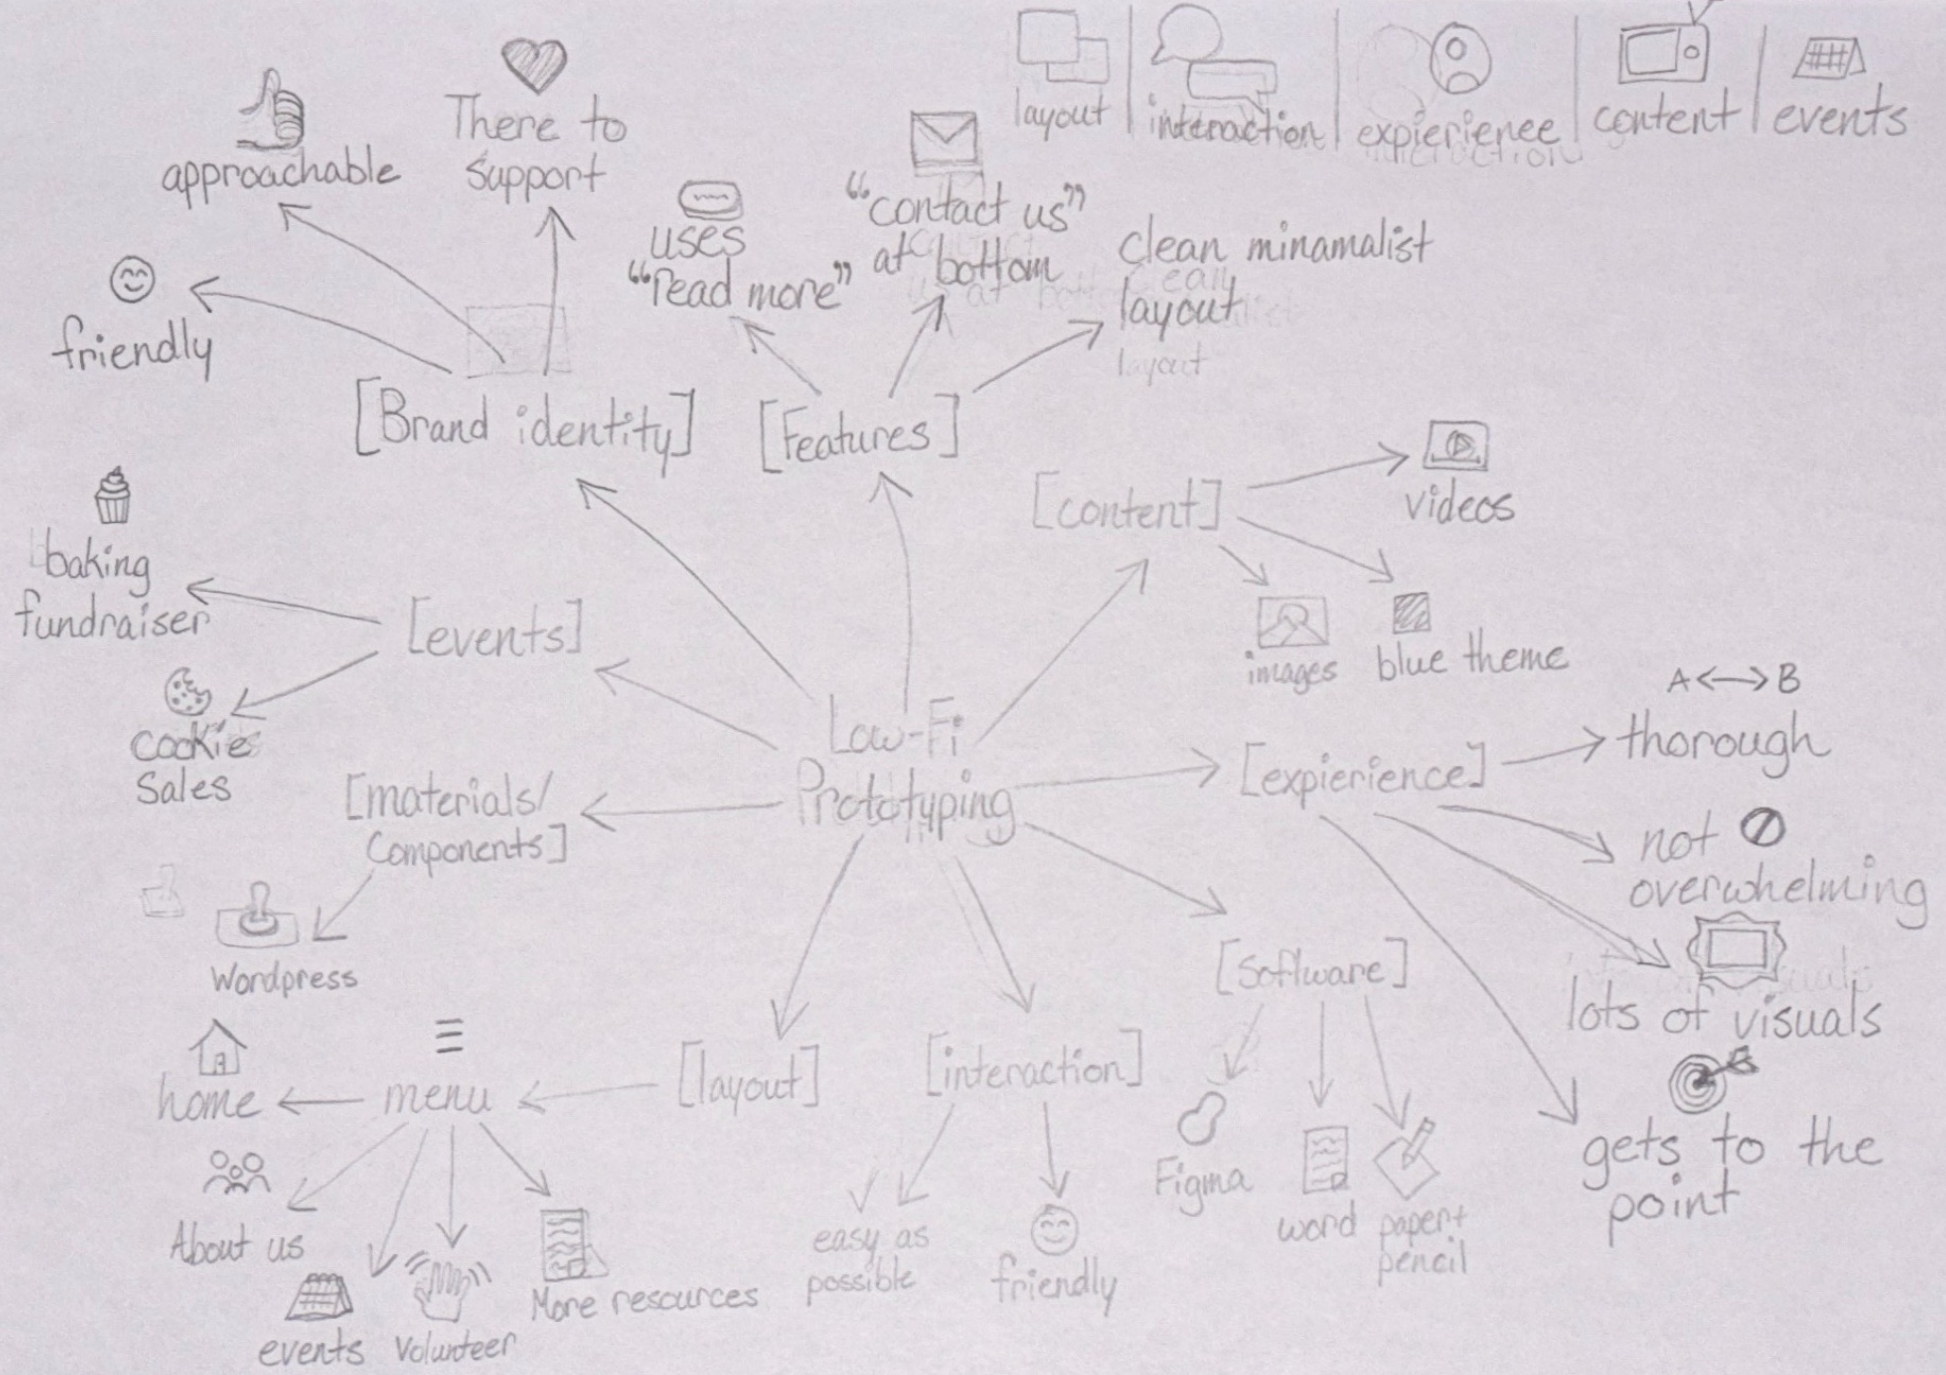 layout
interaction
expierience
content
events
approachable
There to
Support
friendly
uses
"read more"
"contact us"
at bottom
clean minamalist
layout
layout
[Brand identity]
[Features]
[content]
videos
images
blue theme
baking
fundraiser
[events]
cookie
Sales
Low-Fi
Prototyping
[materials/
Components]
Wordpress
[expierience]
A ↔ B
thorough
not
overwhelming
lots of visuals
gets to the
point
[Software]
Figma
word
paper+
pencil
[layout]
menu
home
About us
events
Volunteer
More resources
[interaction]
easy as
possible
friendly